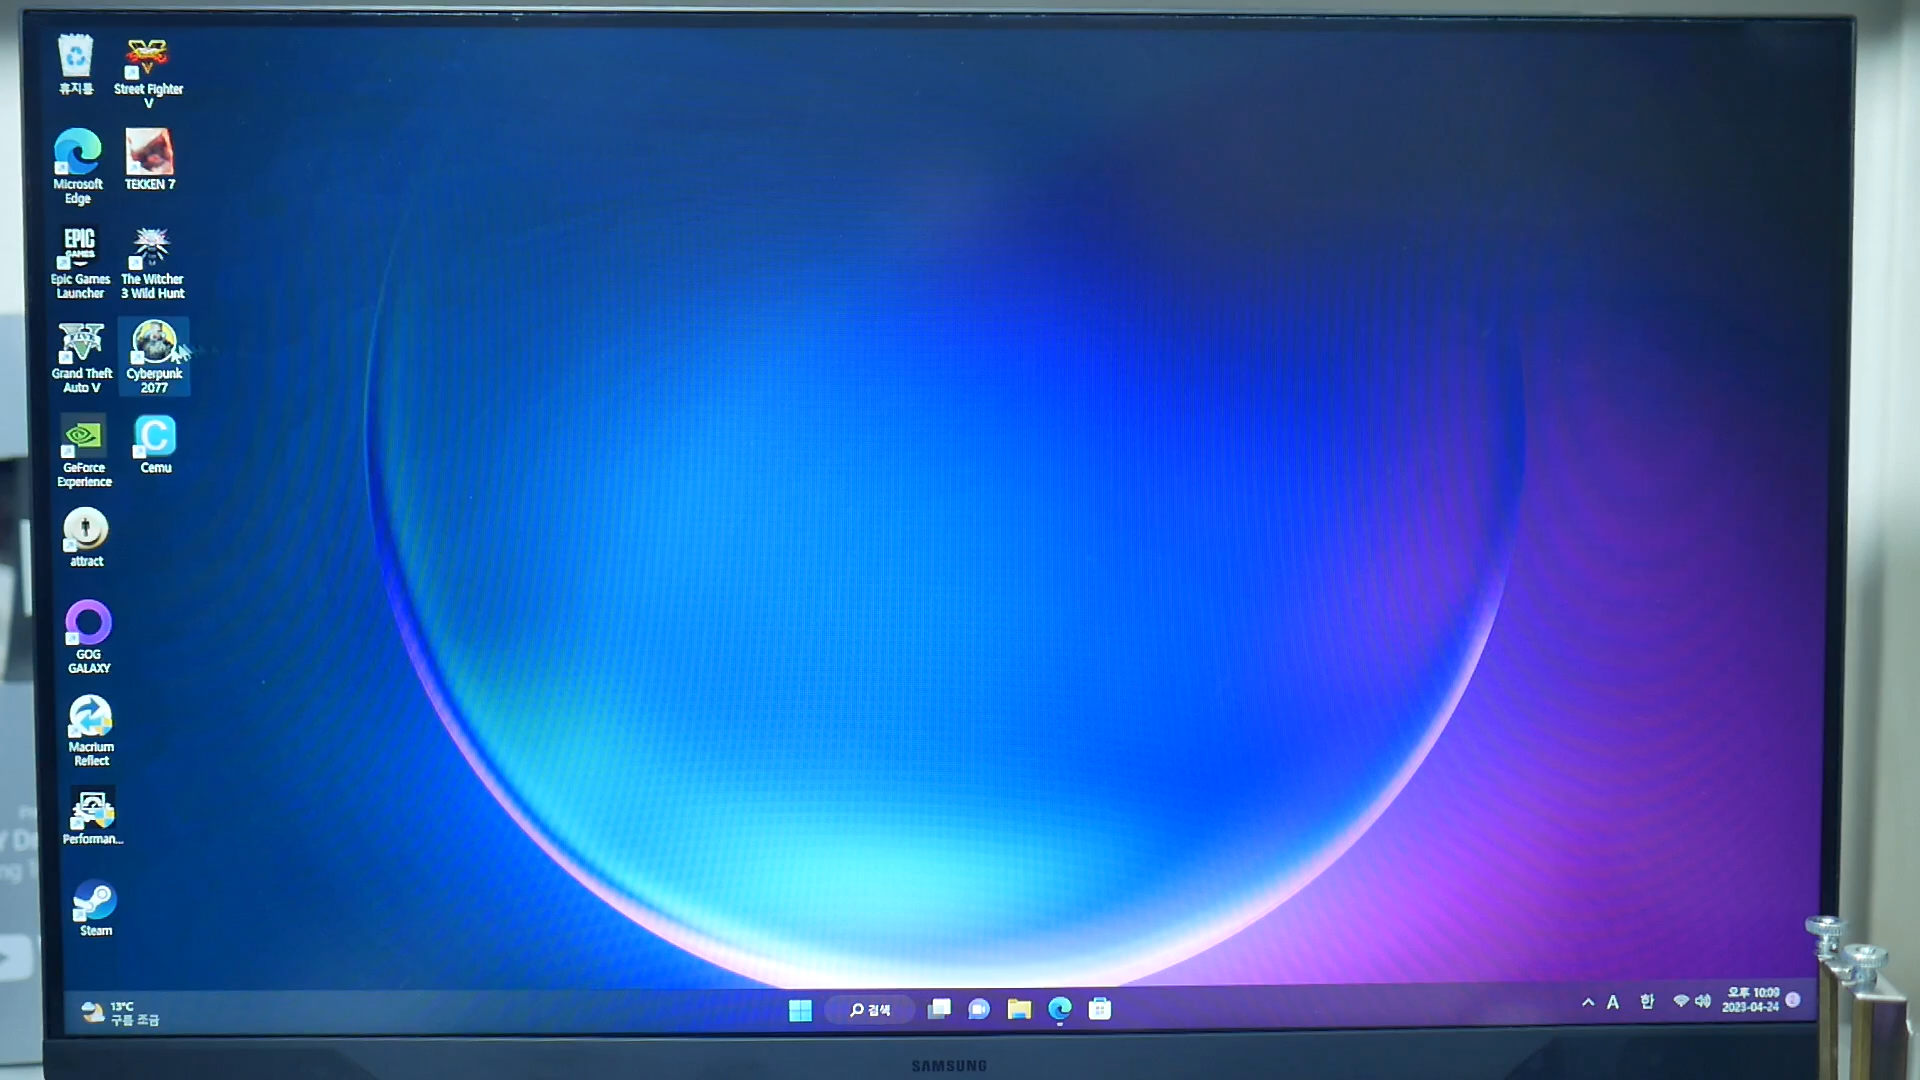 휴지통
Street Fighter
V
Microsoft
Edge
TEKKEN 7
EPIC
GAMES
Epic Games
Launcher
The Witcher
3 Wild Hunt
Grand Theft
Auto V
Cyberpunk
2077
GeForce
Experience
C
Cemu
attract
GOG
GALAXY
Macrium
Reflect
Performan...
Steam
13°C
구름 조금
검색
A
한
오후 10:09
2023-04-24
SAMSUNG